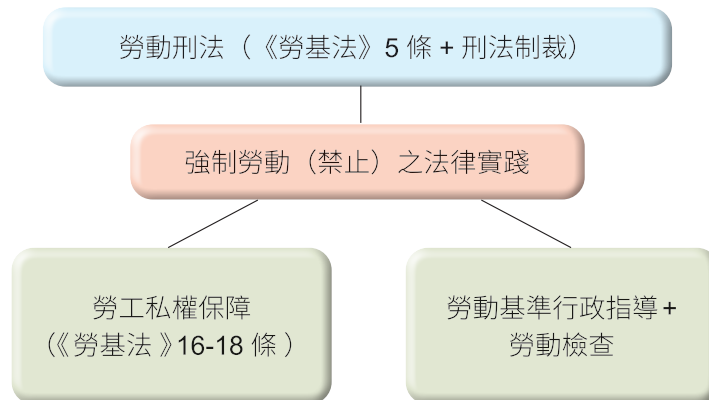 勞動刑法（《勞基法》5 條 + 刑法制裁）
強制勞動（禁止）之法律實踐
勞工私權保障
（《勞基法》16-18 條）
勞動基準行政指導 +
勞動檢查